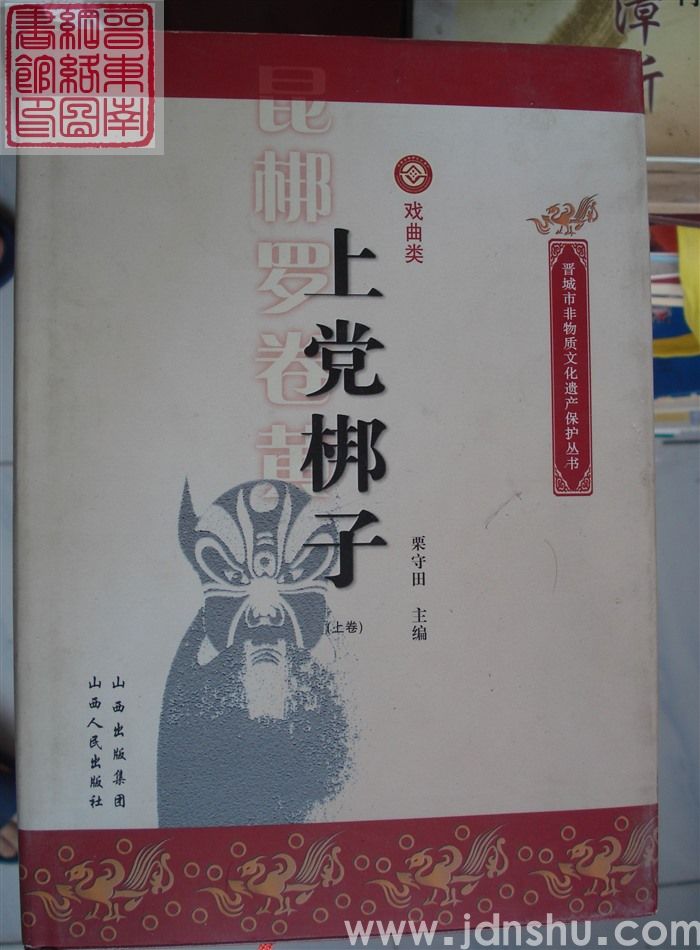 晋東南
網絡圖
書館印
昆梆罗卷黄
戏曲类
上党梆子
(上卷)
栗守田 主编
晋城市非物质文化遗产保护丛书
山西出版集团
山西人民出版社
漳沂
www.jdnshu.com